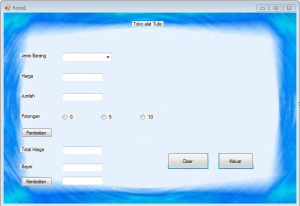 Form1
Toko alat Tulis
Jenis Barang
Harga
Jumlah
Potongan 0 5 10
Pembelian
Total Harga
Bayar
Clear Keluar
Kembalian